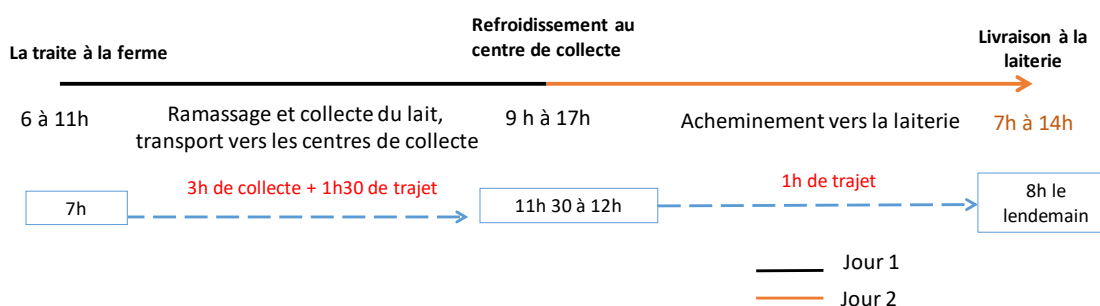 La traite à la ferme
Refroidissement au
centre de collecte
Livraison à la
laiterie
6 à 11h
Ramassage et collecte du lait,
transport vers les centres de collecte
9 h à 17h
Acheminement vers la laiterie
7h à 14h
3h de collecte + 1h30 de trajet
1h de trajet
7h
11h 30 à 12h
8h le
lendemain
Jour 1
Jour 2